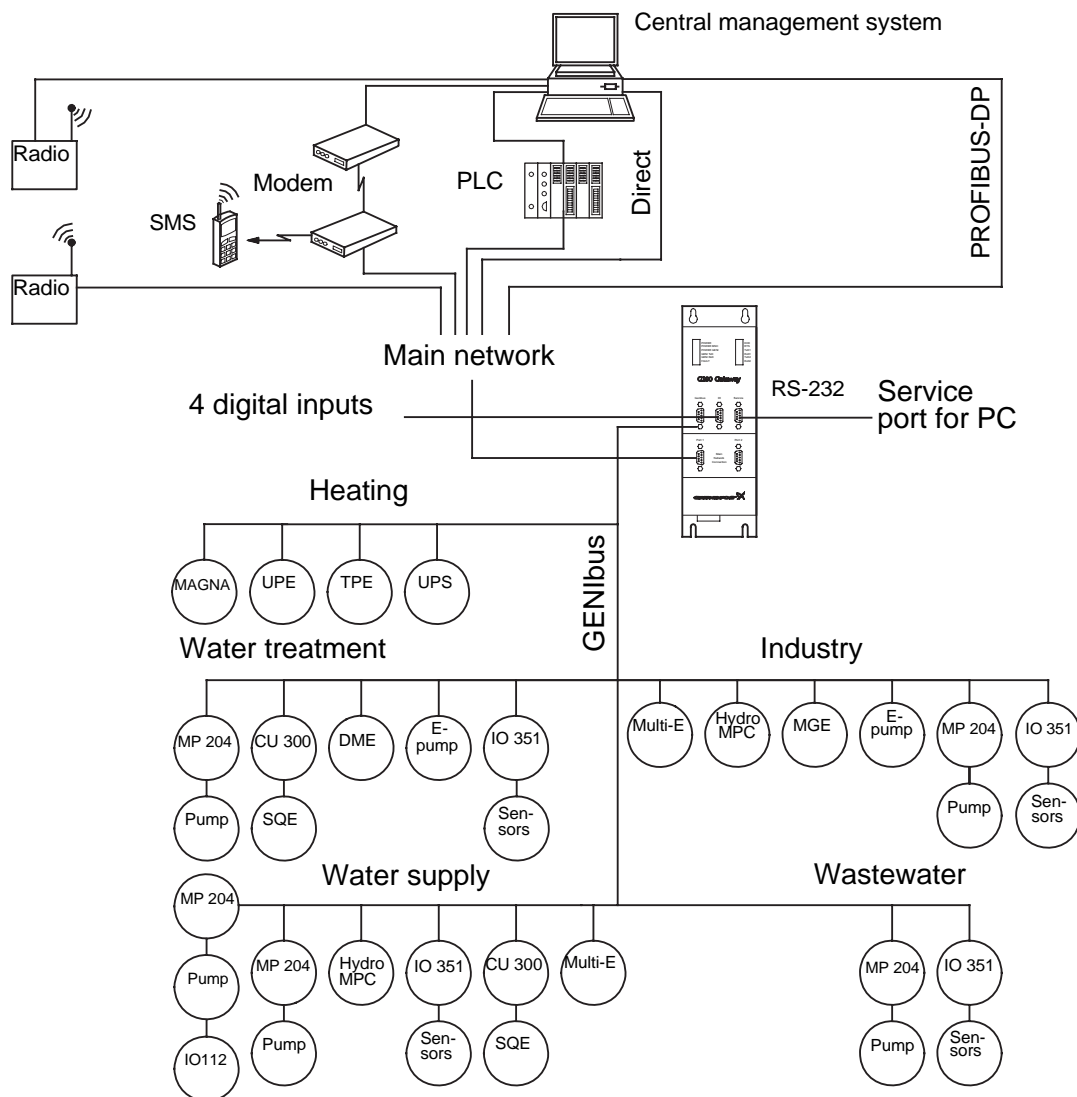 Central management system
PROFIBUS-DP
Radio
Modem
PLC
Direct
SMS
Radio
Main network
G100 Gateway
4 digital inputs
RS-232
Service
port for PC
Heating
GENIbus
MAGNA
UPE
TPE
UPS
Water treatment
Industry
MP 204
CU 300
DME
E-
pump
IO 351
Multi-E
Hydro
MPC
MGE
E-
pump
MP 204
IO 351
Pump
SQE
Sen-
sors
Pump
Sen-
sors
Water supply
Wastewater
MP 204
MP 204
Hydro
MPC
IO 351
CU 300
Multi-E
MP 204
IO 351
Pump
Pump
Sen-
sors
SQE
Pump
Sen-
sors
IO112